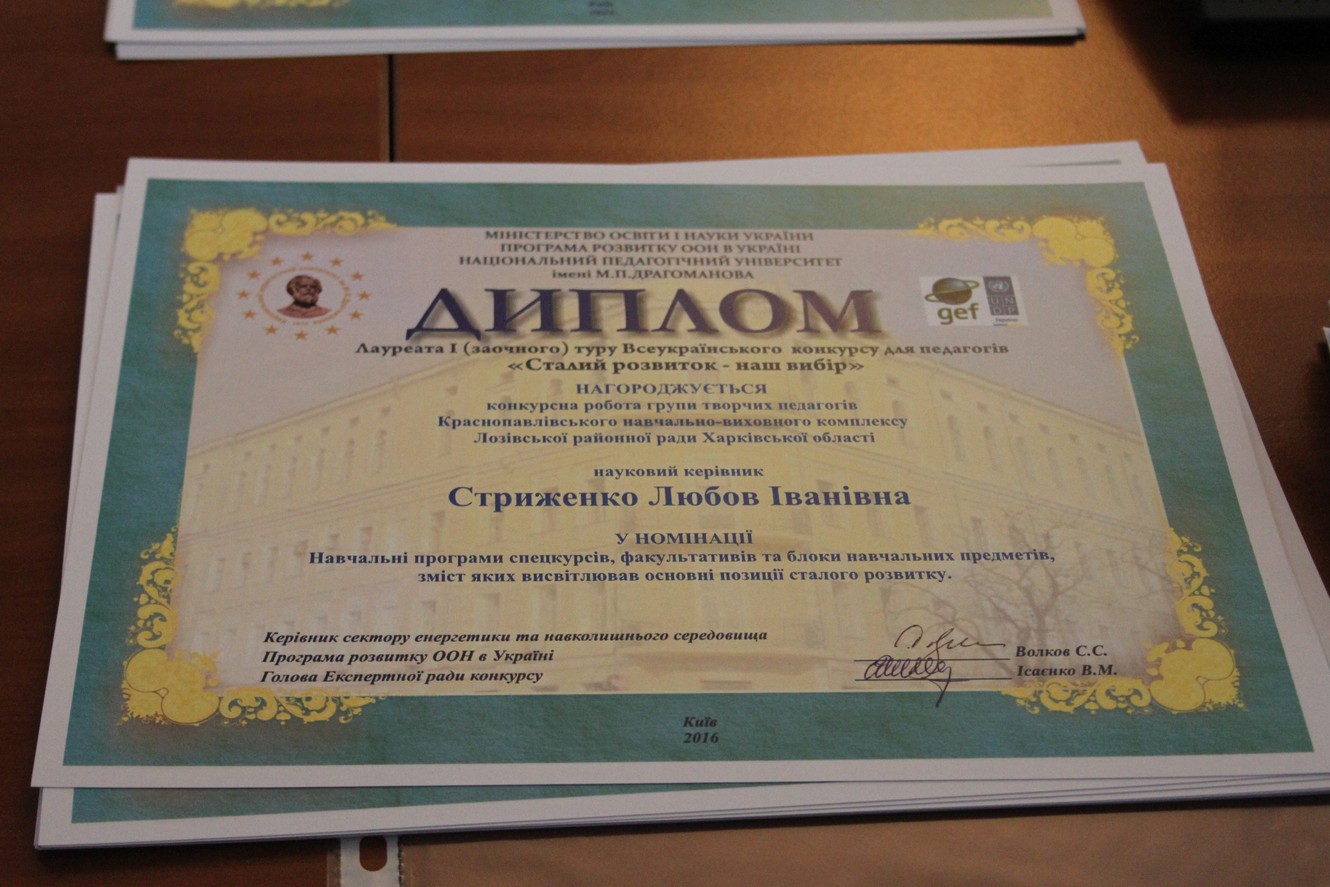 Київ
МІНІСТЕРСТВО ОСВІТИ І НАУКИ УКРАЇНИ
ПРОГРАМА РОЗВИТКУ ООН В УКРАЇНІ
НАЦІОНАЛЬНИЙ ПЕДАГОГІЧНИЙ УНІВЕРСИТЕТ
імені М.П.ДРАГОМАНОВА
ДИПЛОМ
gef
UN
DP
Лауреата І (заочного) туру Всеукраїнського конкурсу для педагогів
«Сталий розвиток - наш вибір»
НАГОРОДЖУЄТЬСЯ
конкурсна робота групи творчих педагогів
Краснопавлівського навчально-виховного комплексу
Лозівської районної ради Харківської області
науковий керівник
Стриженко Любов Іванівна
У НОМІНАЦІЇ
Навчальні програми спецкурсів, факультативів та блоки навчальних предметів,
зміст яких висвітлював основні позиції сталого розвитку.
Керівник сектору енергетики та навколишнього середовища
Програма розвитку ООН в Україні Волков С.С.
Голова Експертної ради конкурсу Ісаєнко В.М.
Київ
2016